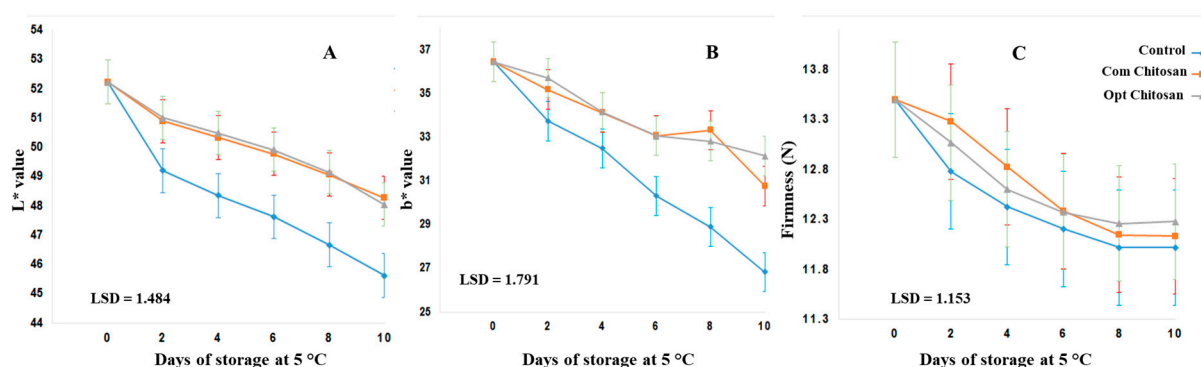 A
L* value
54
53
52
51
50
49
48
47
46
45
44
LSD = 1.484
0 2 4 6 8 10
Days of storage at 5 °C
B
b* value
37
35
33
31
29
27
25
LSD = 1.791
0 2 4 6 8 10
Days of storage at 5 °C
C
Firmness (N)
13.8
13.3
12.8
12.3
11.8
11.3
LSD = 1.153
0 2 4 6 8 10
Days of storage at 5 °C
Control
Com Chitosan
Opt Chitosan